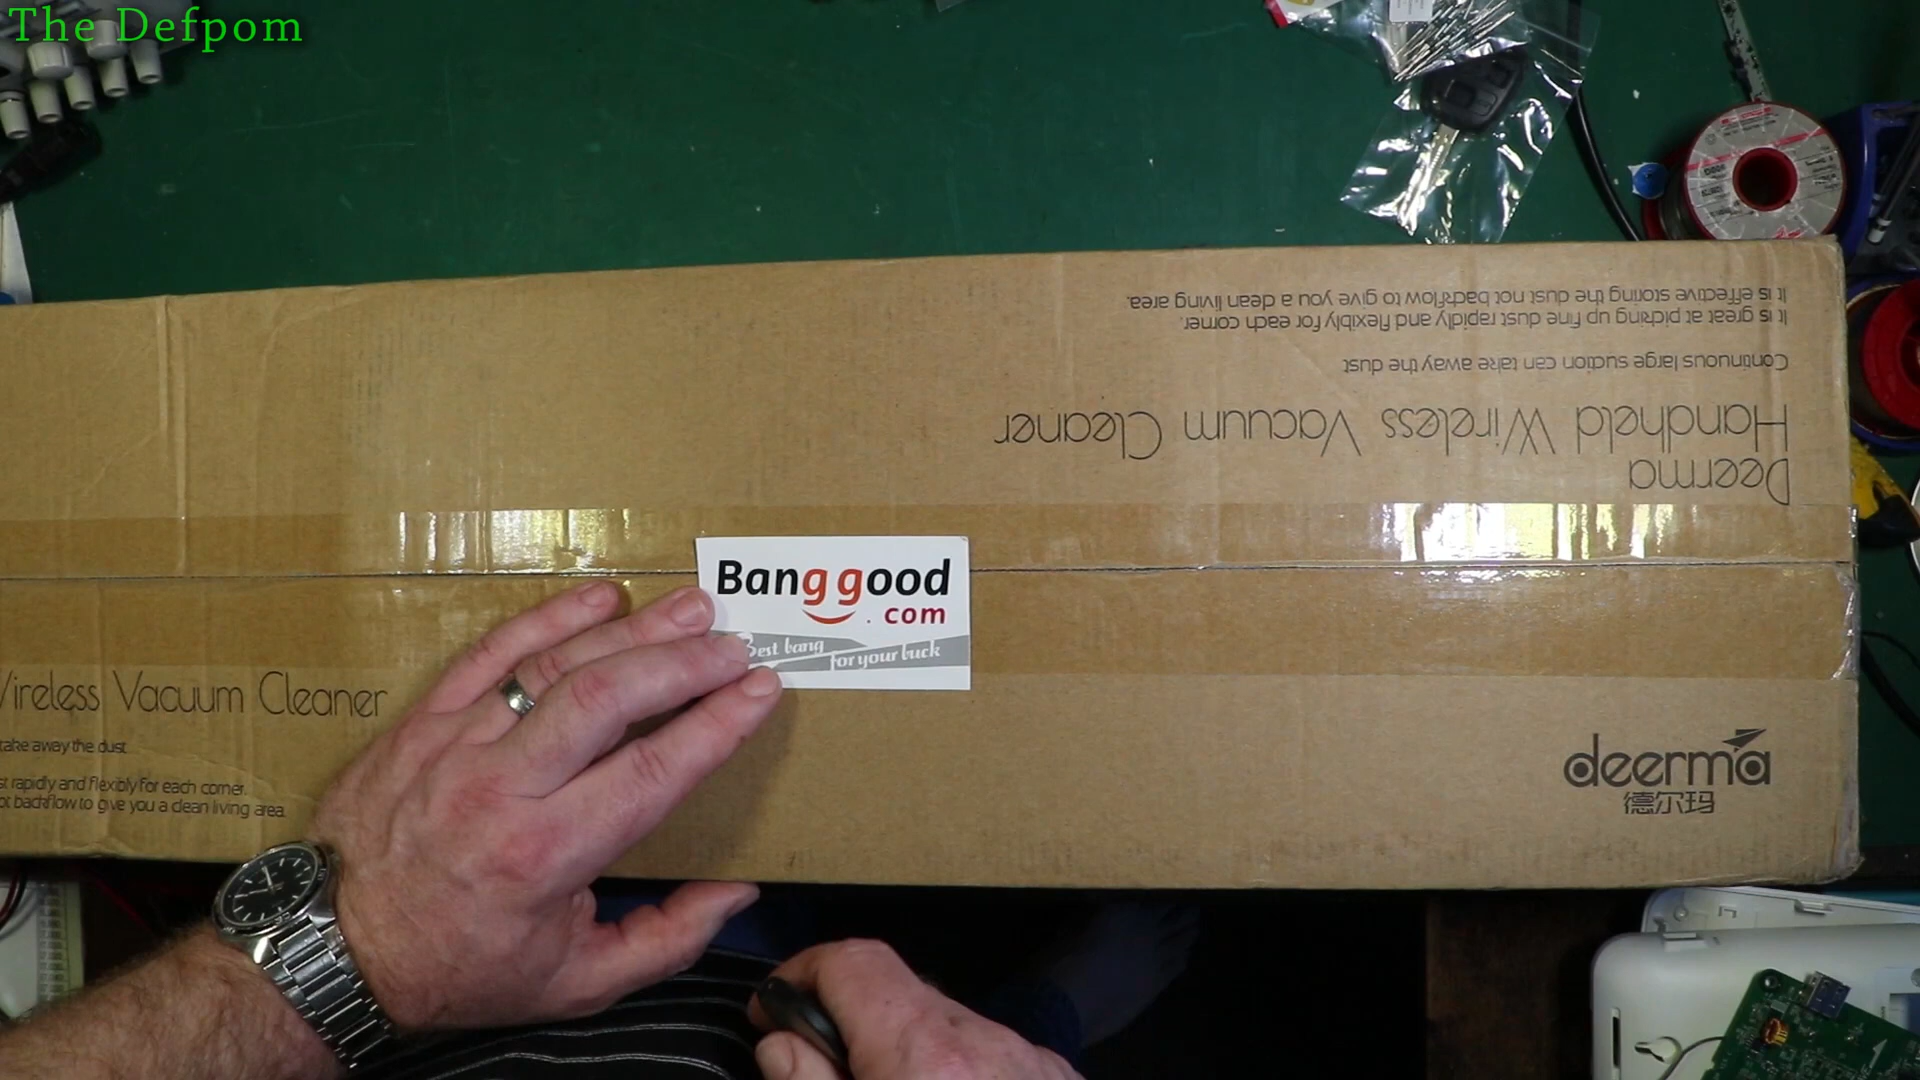 The Defpom
It is effective storing the dust not backflow to give you a clean living area.
It is great at picking up fine dust rapidly and flexibly for each corner.
Continuous large suction can take away the dust
Handheld Wireless Vacuum Cleaner
Deerma
Banggood
.com
Best bang
for your buck
Wireless Vacuum Cleaner
take away the dust
rapidly and flexibly for each corner.
backflow to give you a clean living area.
deerma
德尔玛